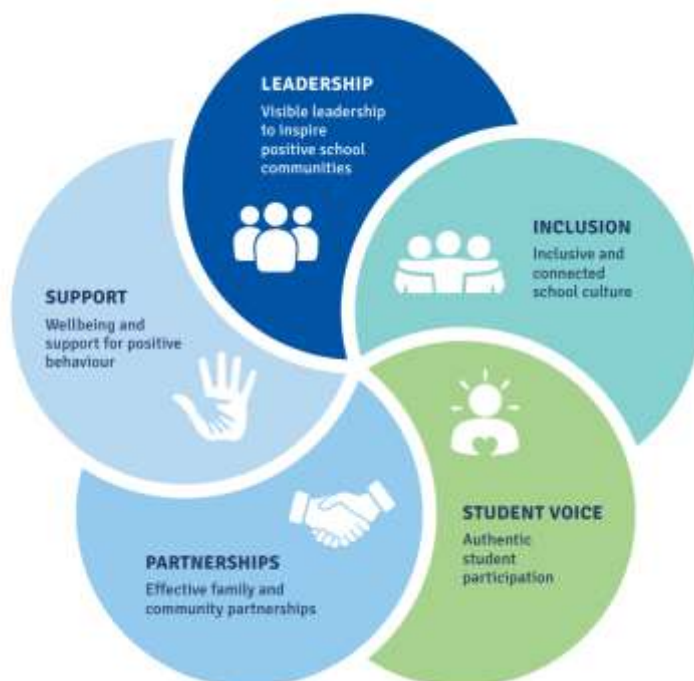 LEADERSHIP
Visible leadership
to inspire
positive school
communities
INCLUSION
Inclusive and
connected
school culture
STUDENT VOICE
Authentic
student
participation
PARTNERSHIPS
Effective family and
community partnerships
SUPPORT
Wellbeing and
support for positive
behaviour